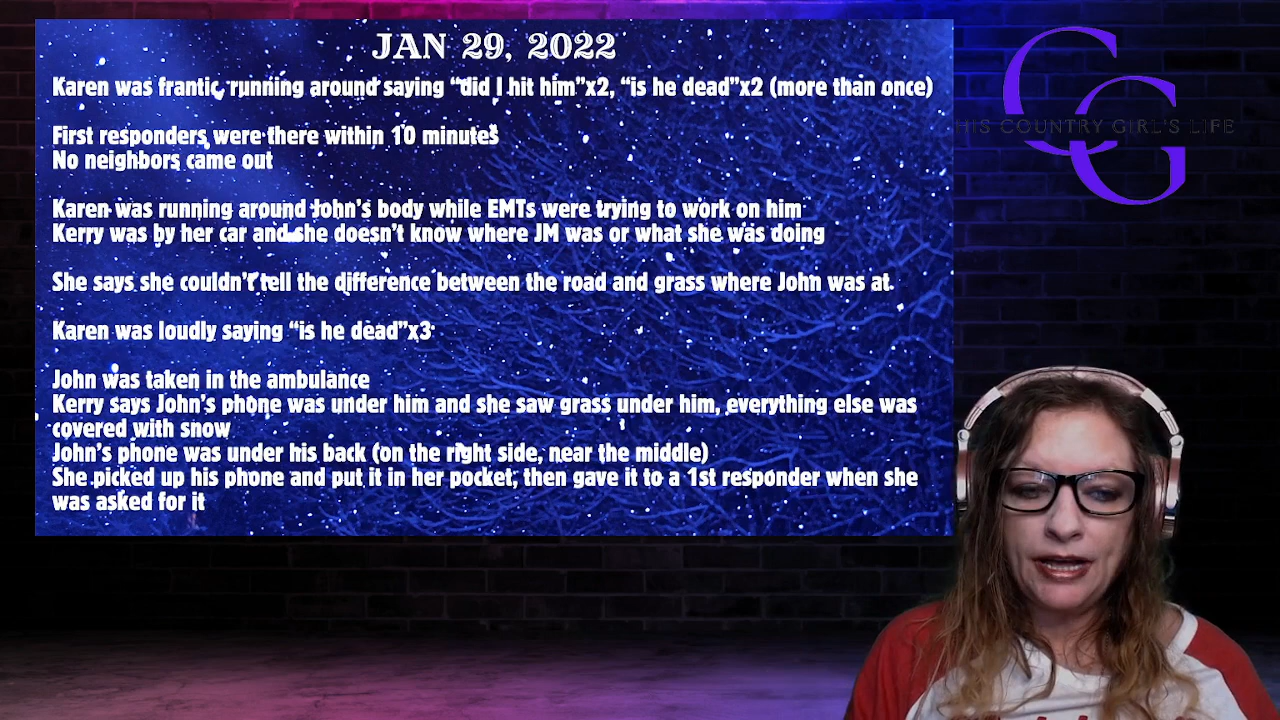 JAN 29, 2022
Karen was frantic, running around saying “did I hit him”x2, “is he dead”x2 (more than once)
First responders were there within 10 minutes
No neighbors came out
Karen was running around John’s body while EMTs were trying to work on him
Kerry was by her car and she doesn’t know where JM was or what she was doing
She says she couldn’t tell the difference between the road and grass where John was at.
Karen was loudly saying “is he dead”x3
John was taken in the ambulance
Kerry says John’s phone was under him and she saw grass under him, everything else was
covered with snow
John’s phone was under his back (on the right side, near the middle)
She picked up his phone and put it in her pocket, then gave it to a 1st responder when she
was asked for it
CG
HIS COUNTRY GIRL'S LIFE